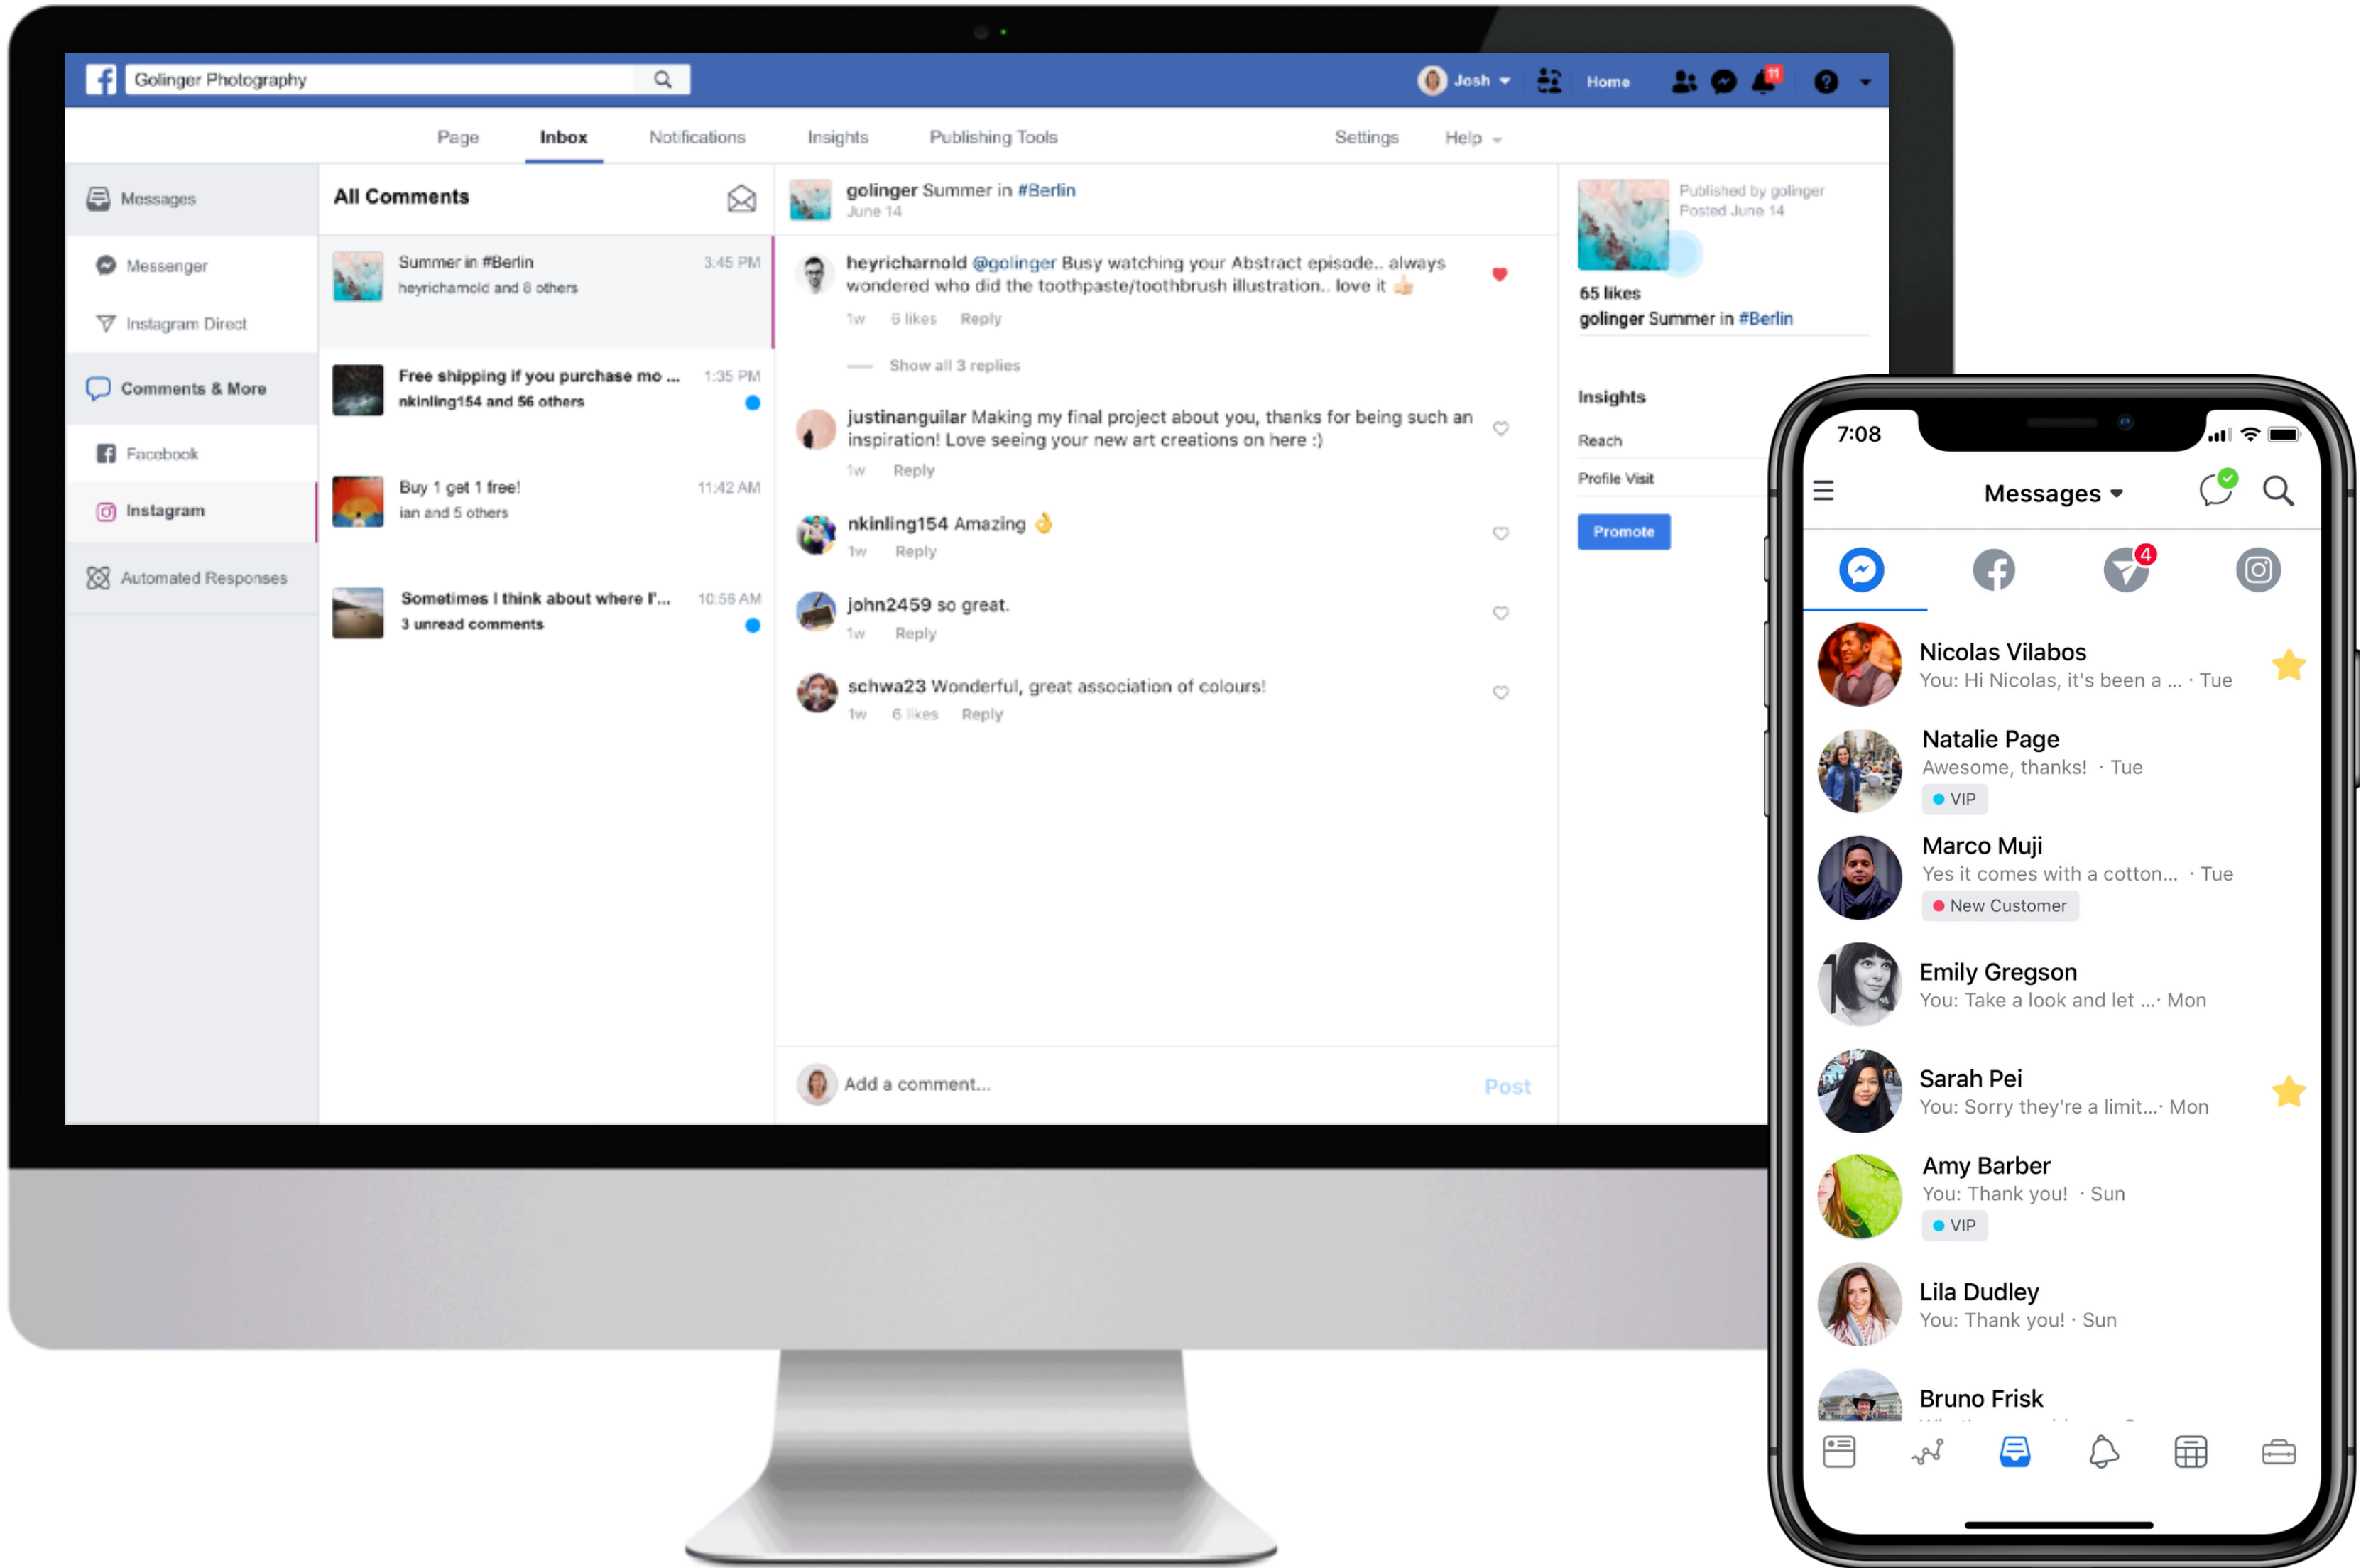 Golinger Photography
Josh
Home
11
Page
Inbox
Notifications
Insights
Publishing Tools
Settings
Help
Messages
Messenger
Instagram Direct
Comments & More
Facebook
Instagram
Automated Responses
All Comments
Summer in #Berlin 3:45 PM
heyricharnold and 8 others
Free shipping if you purchase mo ... 1:35 PM
nkinling154 and 56 others
Buy 1 get 1 free! 11:42 AM
ian and 5 others
Sometimes I think about where I'... 10:56 AM
3 unread comments
golinger Summer in #Berlin
June 14
heyricharnold @golinger Busy watching your Abstract episode.. always
wondered who did the toothpaste/toothbrush illustration.. love it 👍
1w 6 likes Reply
Show all 3 replies
justinanguilar Making my final project about you, thanks for being such an
inspiration! Love seeing your new art creations on here :)
1w Reply
nkinling154 Amazing 👌
1w Reply
john2459 so great.
1w Reply
schwa23 Wonderful, great association of colours!
1w 6 likes Reply
Add a comment...
Post
Published by golinger
Posted June 14
65 likes
golinger Summer in #Berlin
Insights
Reach
Profile Visit
Promote
7:08
Messages
4
Nicolas Vilabos
You: Hi Nicolas, it's been a ... · Tue
Natalie Page
Awesome, thanks! · Tue
VIP
Marco Muji
Yes it comes with a cotton... · Tue
New Customer
Emily Gregson
You: Take a look and let ...· Mon
Sarah Pei
You: Sorry they're a limit...· Mon
Amy Barber
You: Thank you! · Sun
VIP
Lila Dudley
You: Thank you! · Sun
Bruno Frisk